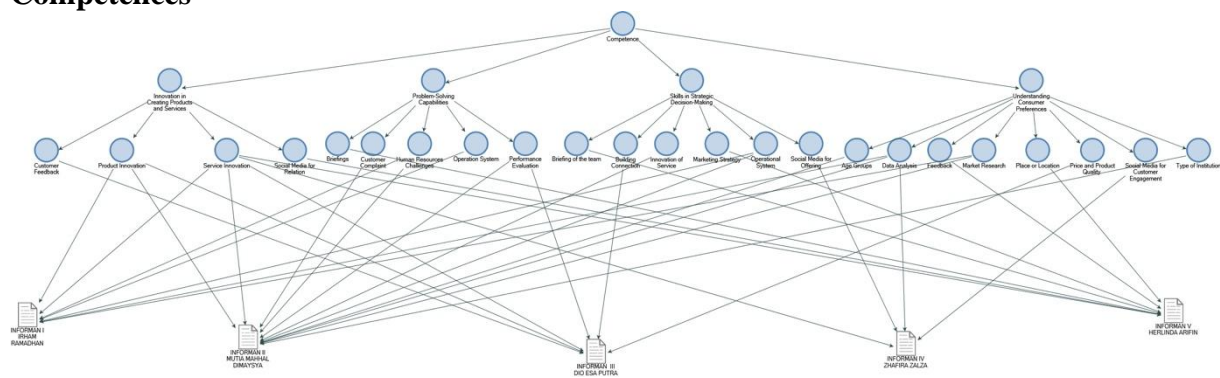 Competences
Competence
Innovation in
Creating Products
and Services
Problem-Solving
Capabilities
Skills in Strategic
Decision-Making
Understanding
Consumer
Preferences
Customer
Feedback
Product Innovation
Service Innovation
Social Media for
Relation
Briefings
Customer
Complient
Human Resources
Challenges
Operation System
Performance
Evaluation
Briefing of the team
Building
Connection
Innovation of
Service
Marketing Strategy
Operational
System
Social Media for
Offering
Age Groups
Data Analysis
Feedback
Market Research
Place or Location
Price and Product
Quality
Social Media for
Customer
Engagement
Type of Institution
INFORMAN I
IRHAM
RAMADHAN
INFORMAN II
MUTIA MAHHAL
DIMAYSYA
INFORMAN III
DIO ESA PUTRA
INFORMAN IV
ZHAFIRA ZALZA
INFORMAN V
HERLINDA ARIFIN